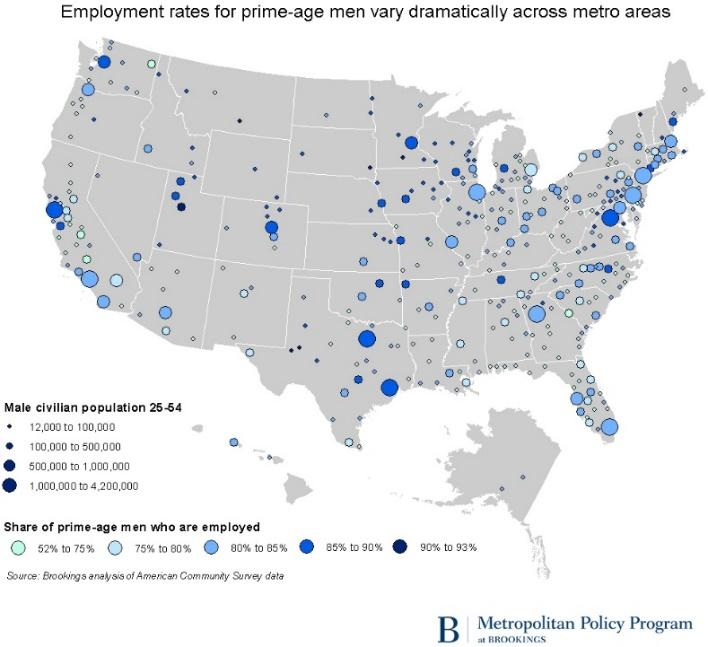 Employment rates for prime-age men vary dramatically across metro areas
Male civilian population 25-54
12,000 to 100,000
100,000 to 500,000
500,000 to 1,000,000
1,000,000 to 4,200,000
Share of prime-age men who are employed
52% to 75% 75% to 80% 80% to 85% 85% to 90% 90% to 93%
Source: Brookings analysis of American Community Survey data
B Metropolitan Policy Program
at BROOKINGS